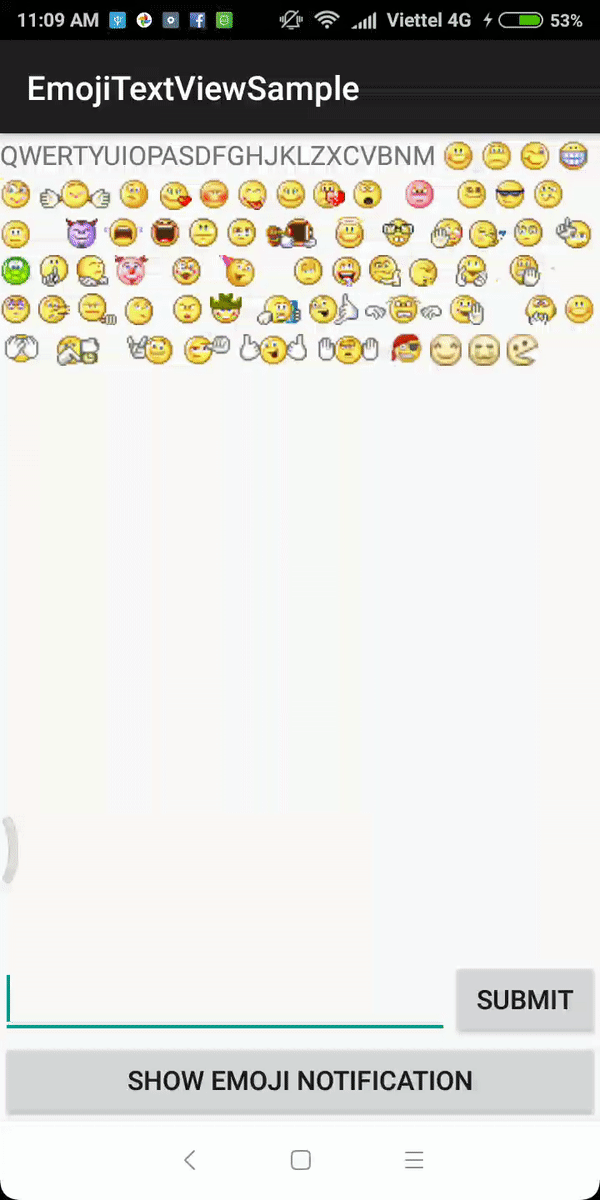 11:09 AM Viettel 4G 53%
EmojiTextViewSample
QWERTYUIOPASDFGHJKLZXCVBNM
SUBMIT
SHOW EMOJI NOTIFICATION